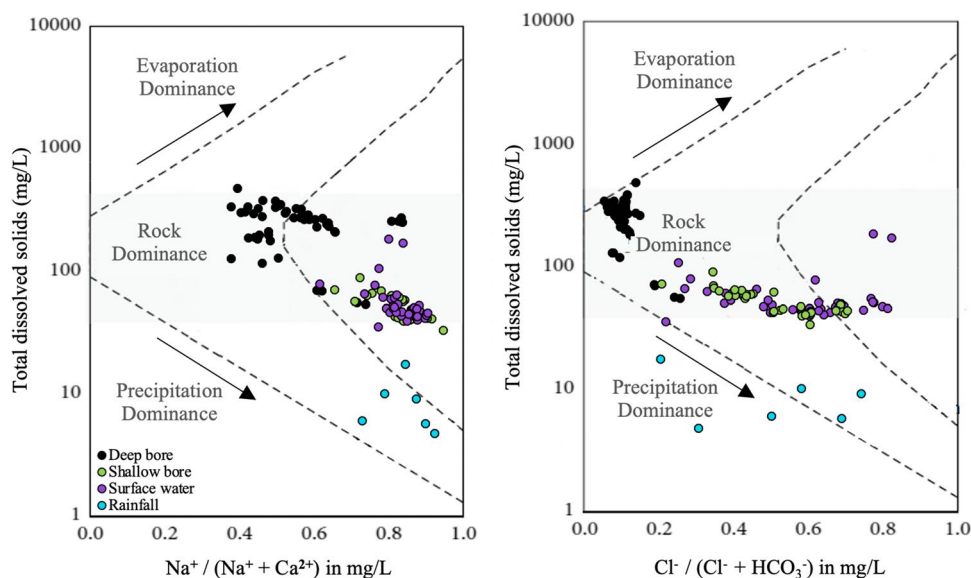 10000
1000
100
10
1
Total dissolved solids (mg/L)
Evaporation
Dominance
Rock
Dominance
Precipitation
Dominance
Deep bore
Shallow bore
Surface water
Rainfall
0.0 0.2 0.4 0.6 0.8 1.0
Na⁺ / (Na⁺ + Ca²⁺) in mg/L
10000
1000
100
10
1
Total dissolved solids (mg/L)
Evaporation
Dominance
Rock
Dominance
Precipitation
Dominance
0.0 0.2 0.4 0.6 0.8 1.0
Cl⁻ / (Cl⁻ + HCO₃⁻) in mg/L